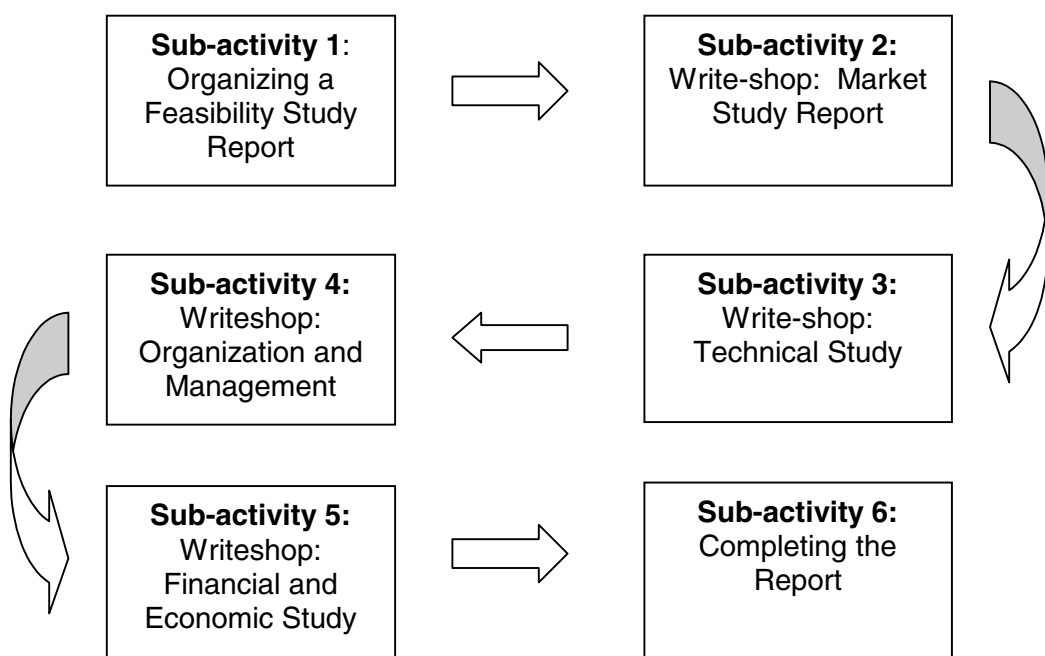 Sub-activity 1:
Organizing a
Feasibility Study
Report
Sub-activity 2:
Write-shop:  Market
Study Report
Sub-activity 3:
Write-shop:
Technical Study
Sub-activity 4:
Writeshop:
Organization and
Management
Sub-activity 5:
Writeshop:
Financial and
Economic Study
Sub-activity 6:
Completing the
Report